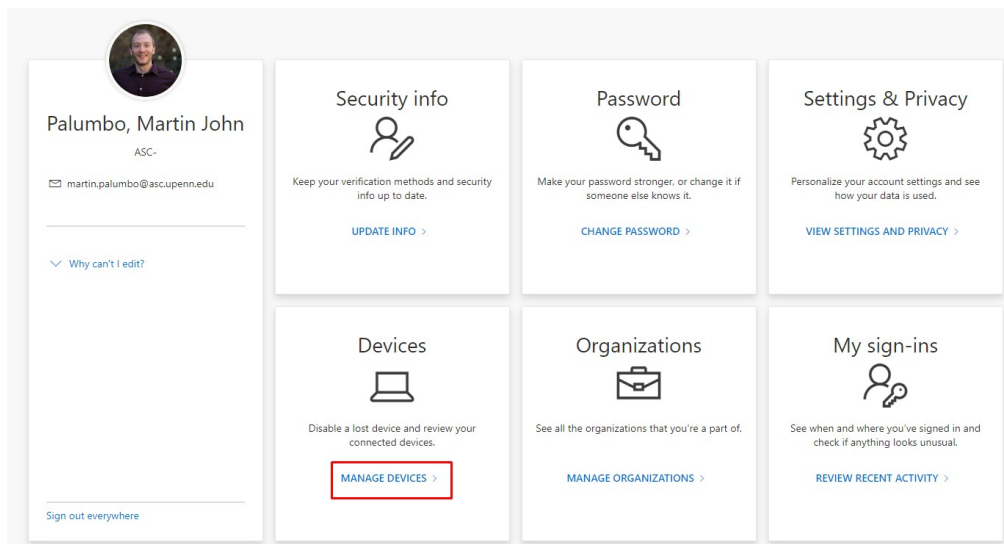 Palumbo, Martin John
ASC-
martin.palumbo@asc.upenn.edu
Why can't I edit?
Sign out everywhere
Security info
Keep your verification methods and security
info up to date.
UPDATE INFO >
Password
Make your password stronger, or change it if
someone else knows it.
CHANGE PASSWORD >
Settings & Privacy
Personalize your account settings and see
how your data is used.
VIEW SETTINGS AND PRIVACY >
Devices
Disable a lost device and review your
connected devices.
MANAGE DEVICES >
Organizations
See all the organizations that you're a part of.
MANAGE ORGANIZATIONS >
My sign-ins
See when and where you've signed in and
check if anything looks unusual.
REVIEW RECENT ACTIVITY >